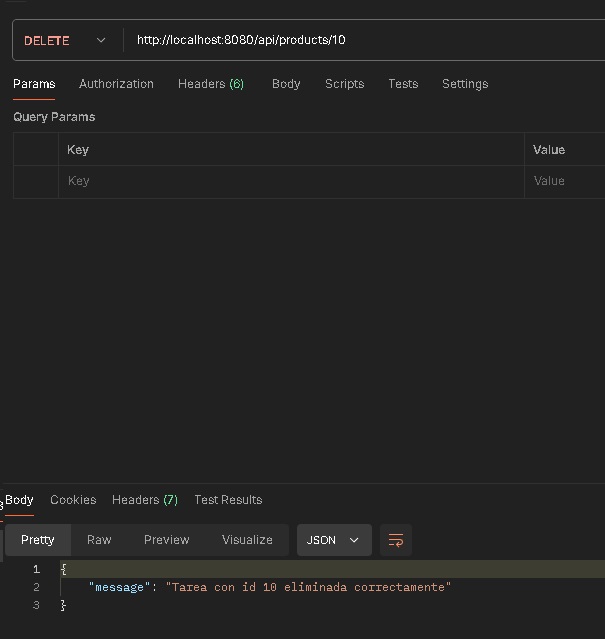 DELETE http://localhost:8080/api/products/10
Params Authorization Headers (6) Body Scripts Tests Settings
Query Params
Key Value
Key Value
Body Cookies Headers (7) Test Results
Pretty Raw Preview Visualize JSON
1 {
2 "message": "Tarea con id 10 eliminada correctamente"
3 }